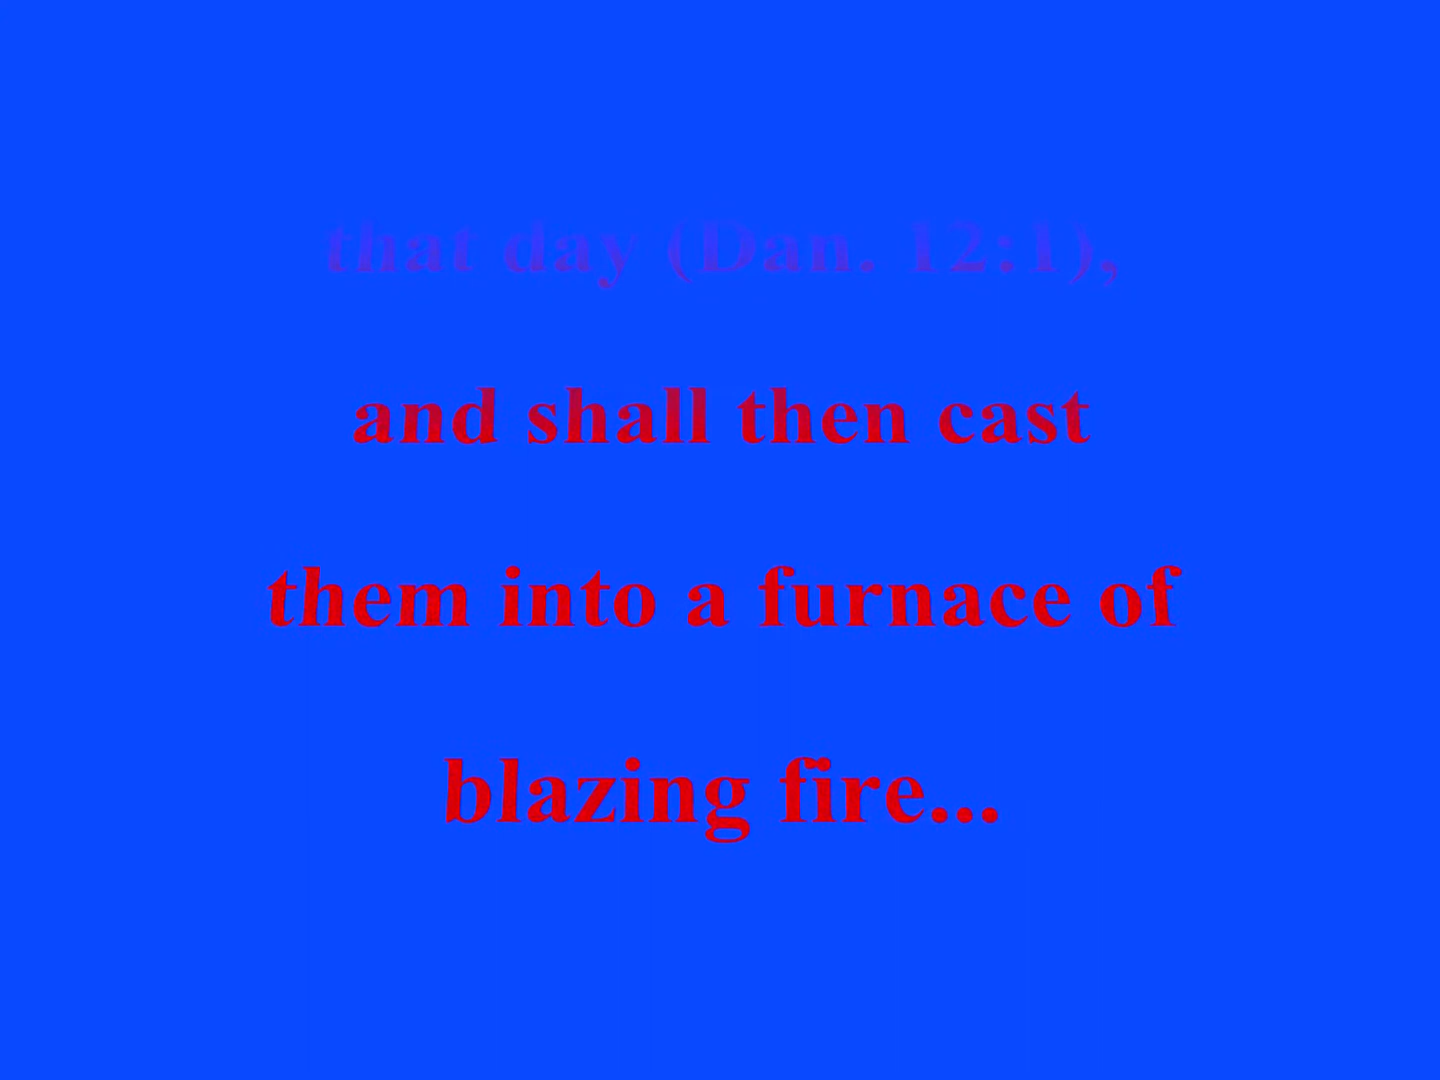 that day (Dan. 12:1),
and shall then cast
them into a furnace of
blazing fire...